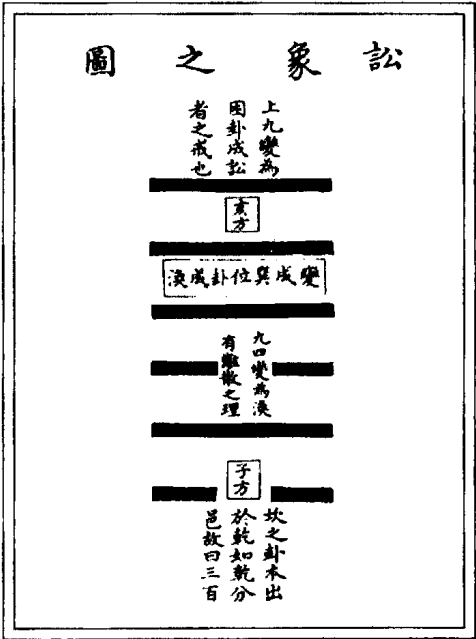 訟象之圖
上九變為
困卦成訟
者之戒也
亥方
變成巽位卦成渙
九四變為渙
有難散之理
子方
坎之卦本出
於乾如乾分
邑故曰三百